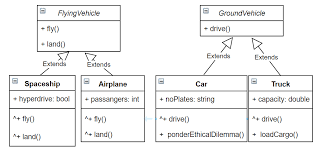 FlyingVehicle
+ fly()
+ land()
GroundVehicle
+ drive()
Extends
Extends
Extends
Extends
Spaceship
+ hyperdrive: bool
^+ fly()
^+ land()
Airplane
+ passangers: int
^+ fly()
^+ land()
Car
+ noPlates: string
^+ drive()
+ ponderEthicalDilemma()
Truck
+ capacity: double
^+ drive()
+ loadCargo()